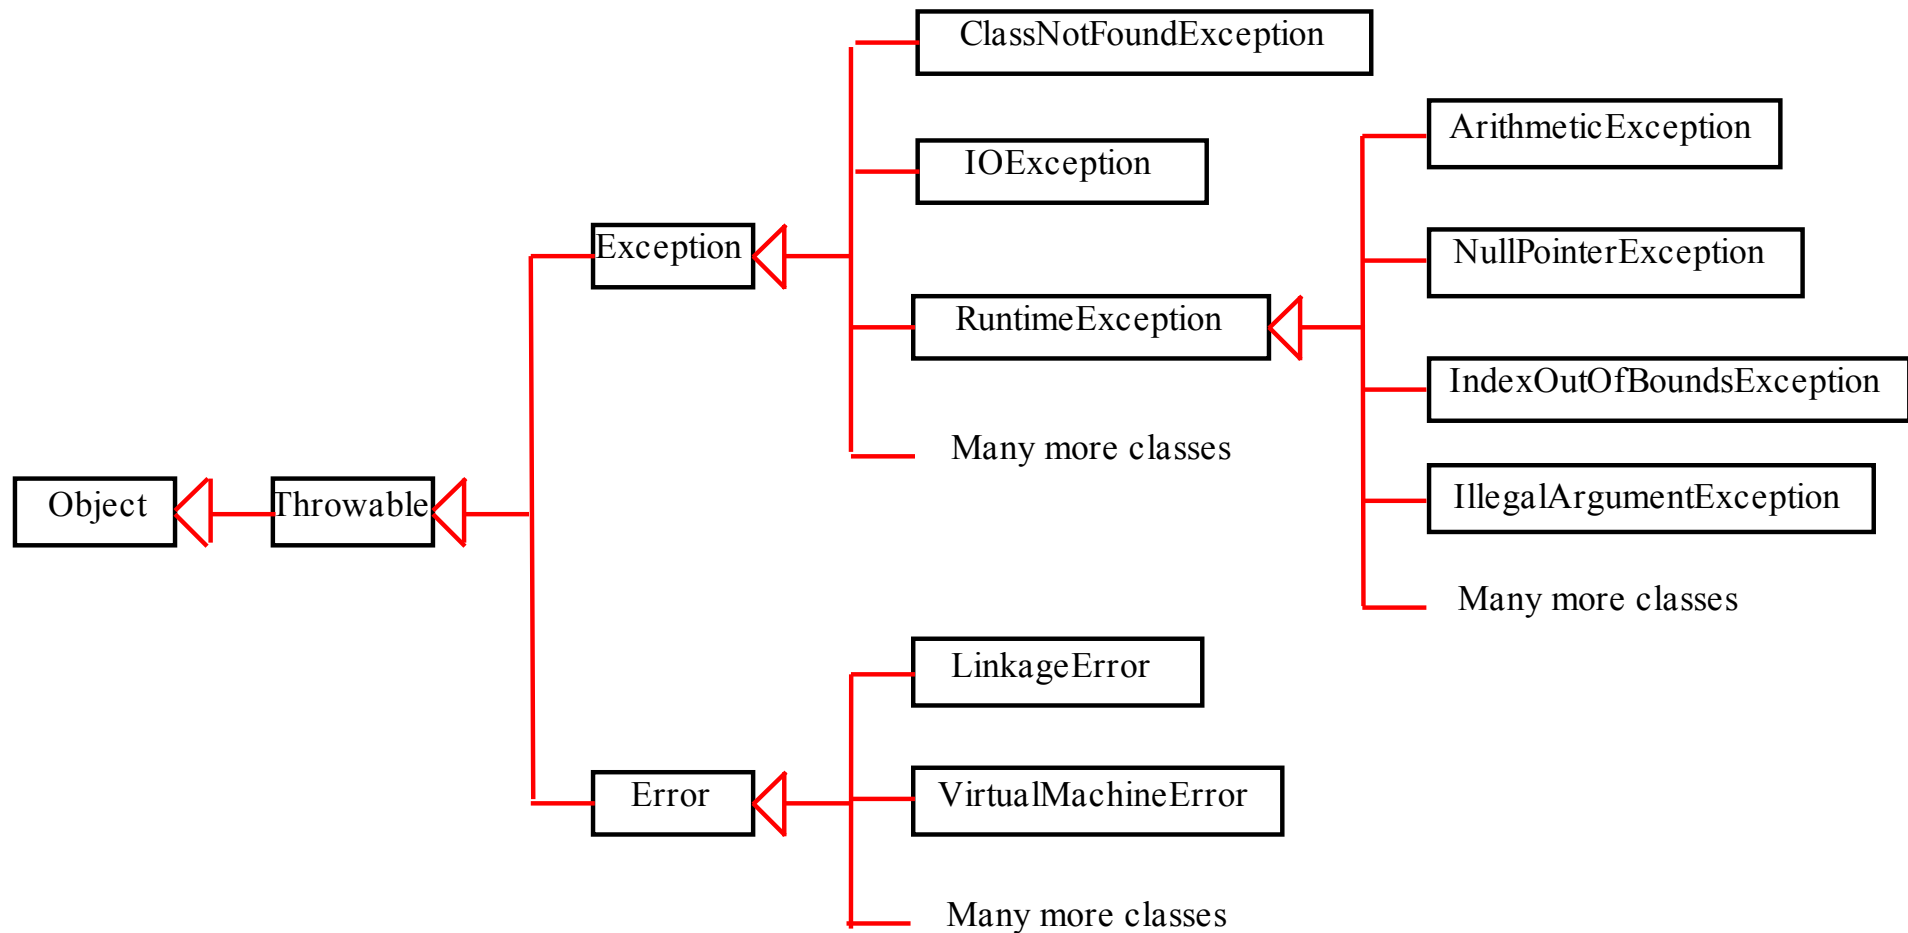 ClassNotFoundException
ArithmeticException
IOException
Exception
NullPointerException
RuntimeException
IndexOutOfBoundsException
Many more classes
Object
Throwable
IllegalArgumentException
Many more classes
LinkageError
Error
VirtualMachineError
Many more classes